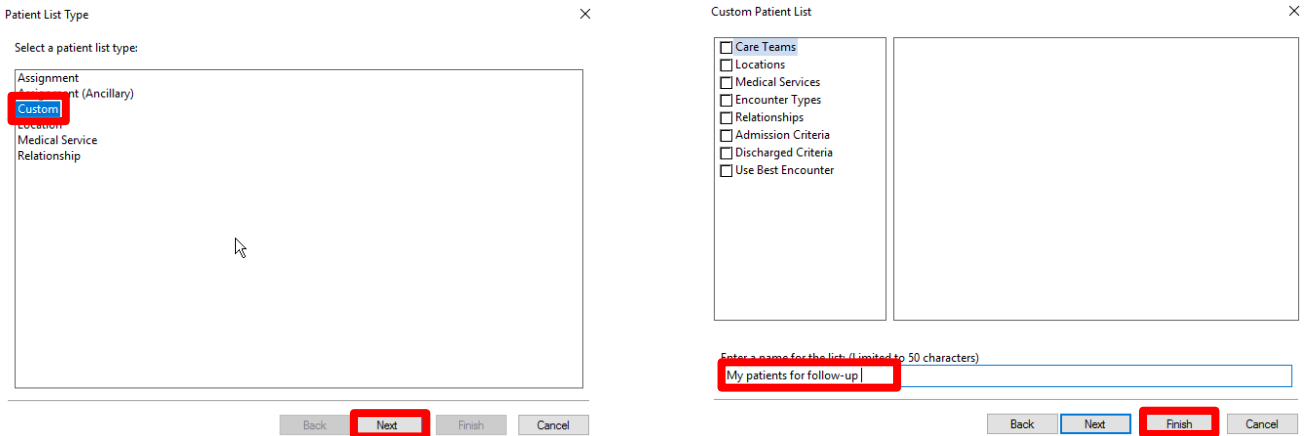 Patient List Type
Select a patient list type:
Assignment
Assignment (Ancillary)
Custom
Location
Medical Service
Relationship
Back
Next
Finish
Cancel
Custom Patient List
Care Teams
Locations
Medical Services
Encounter Types
Relationships
Admission Criteria
Discharged Criteria
Use Best Encounter
Enter a name for the list: (Limited to 50 characters)
My patients for follow-up
Back
Next
Finish
Cancel